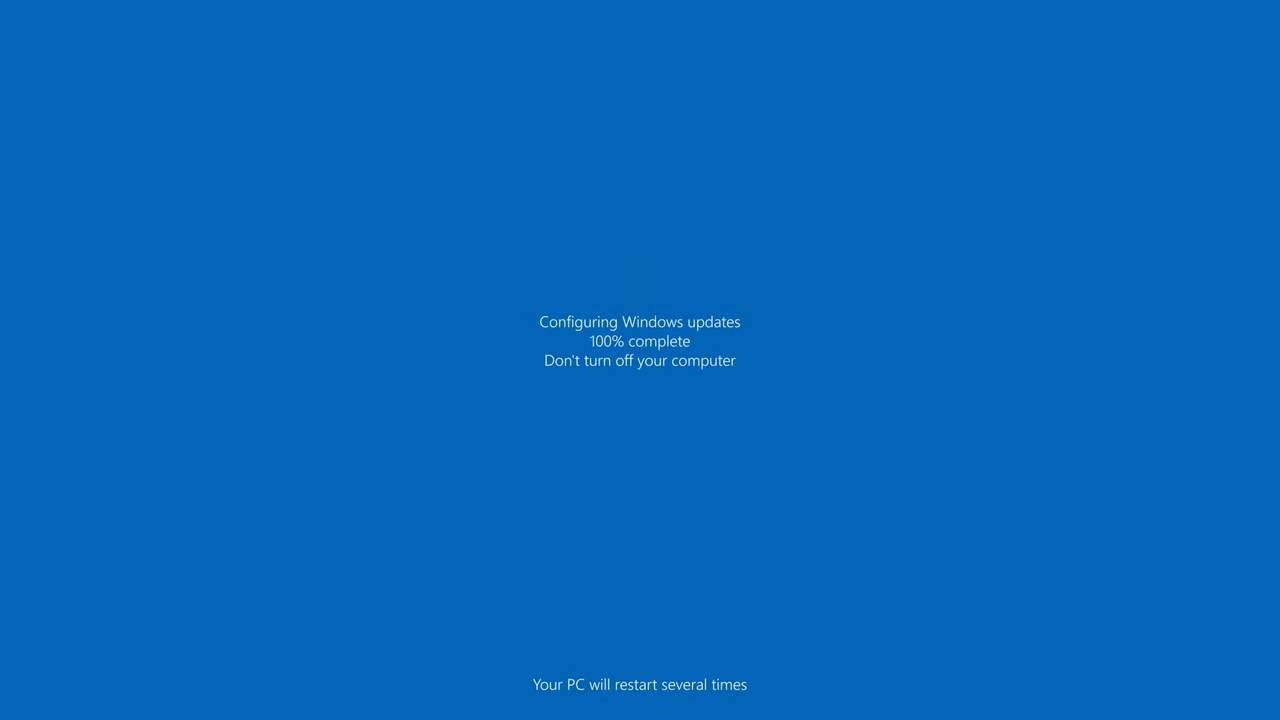 Configuring Windows updates
100% complete
Don't turn off your computer
Your PC will restart several times